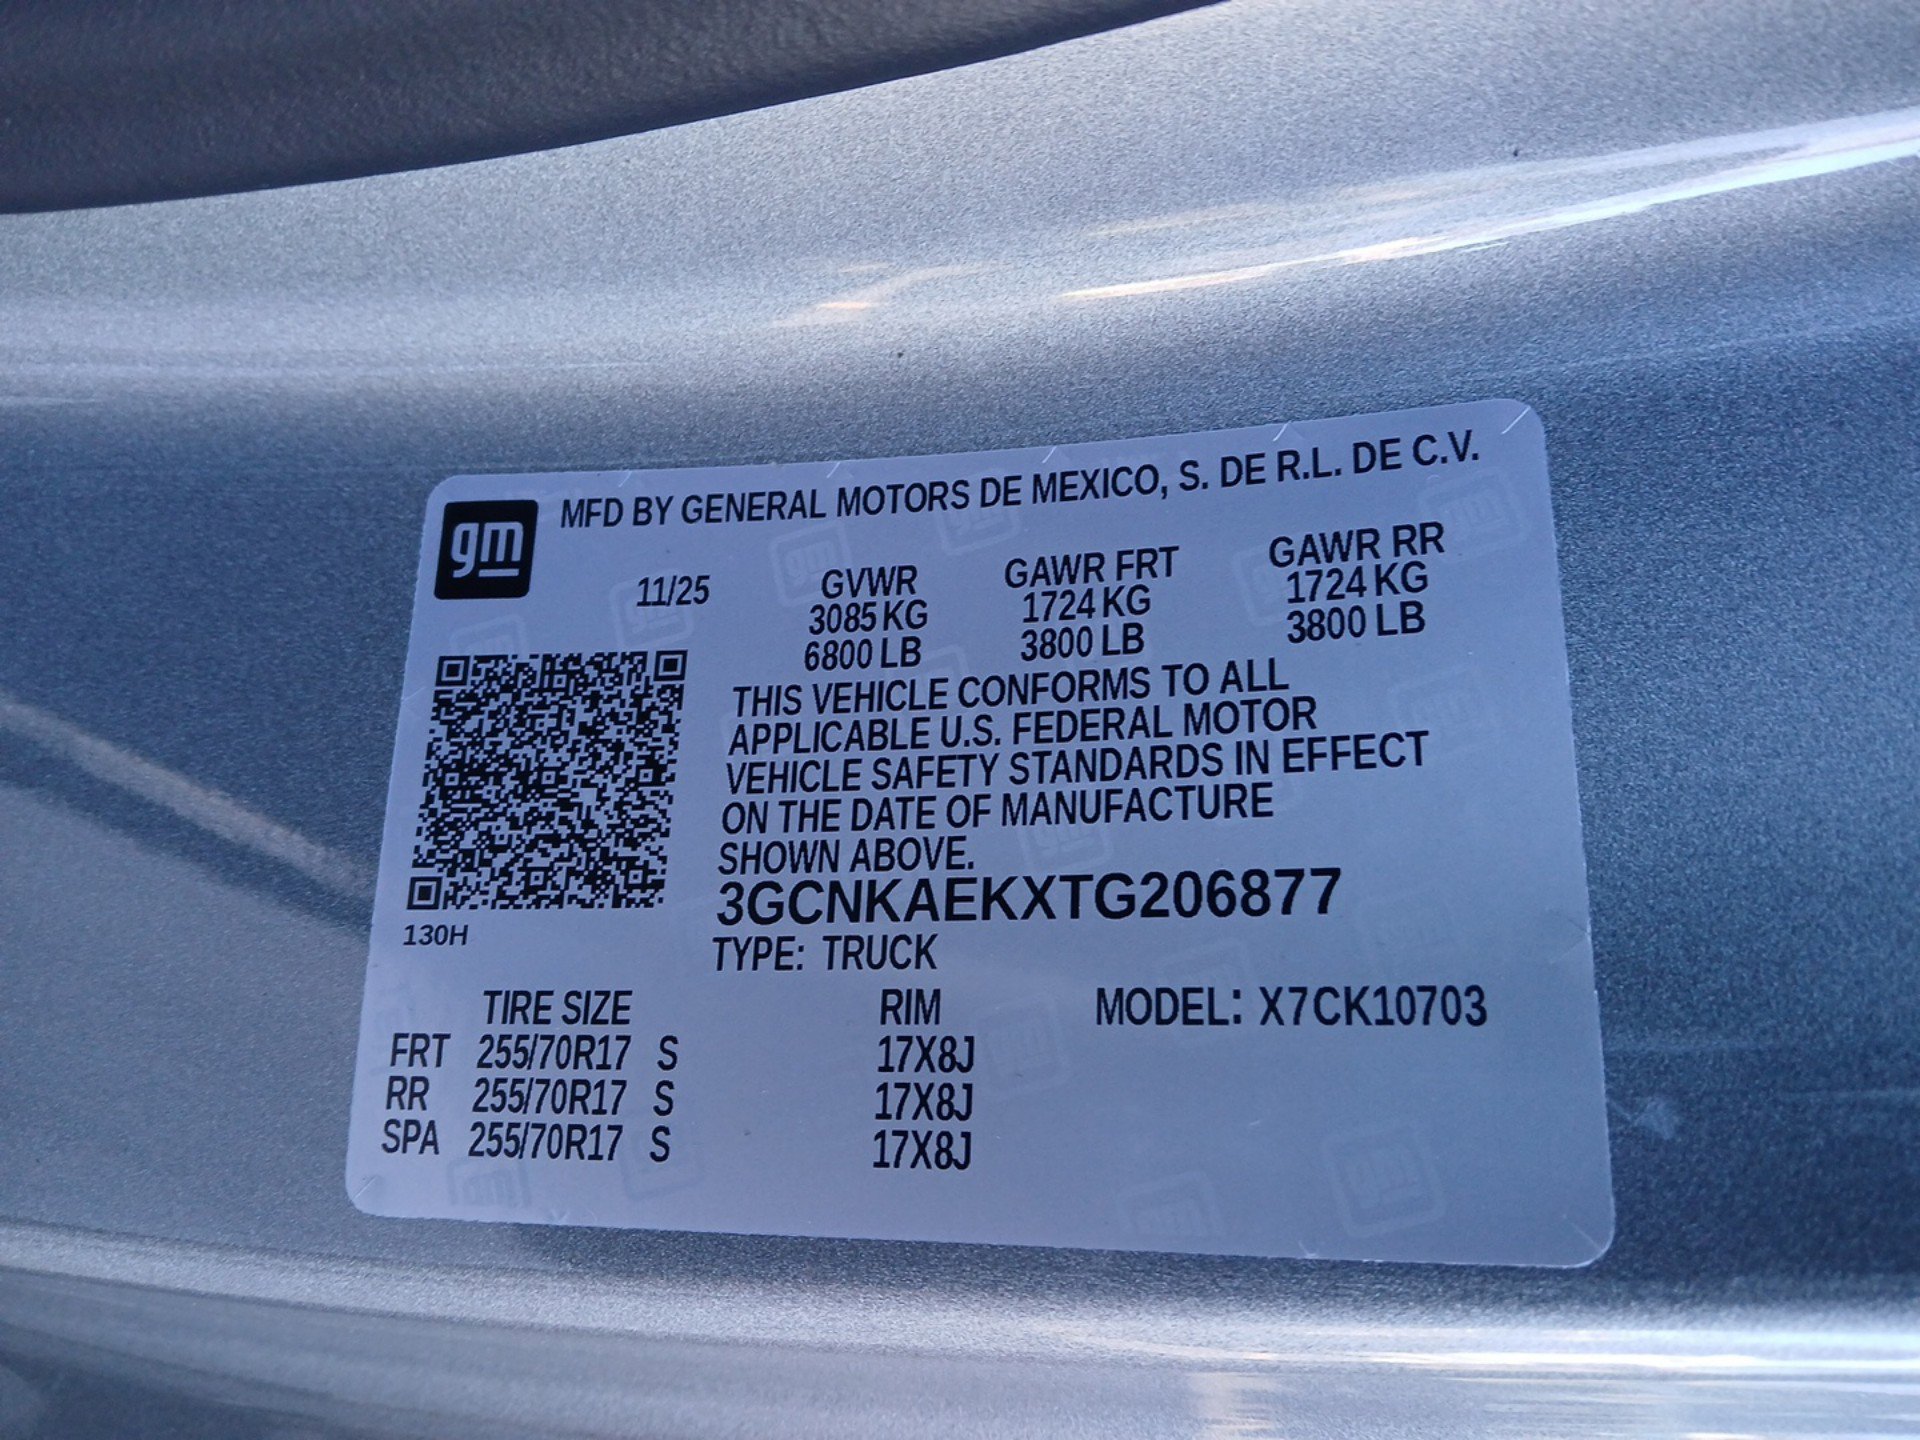 gm
MFD BY GENERAL MOTORS DE MEXICO, S. DE R.L. DE C.V.
11/25 GVWR GAWR FRT GAWR RR
3085 KG 1724 KG 1724 KG
6800 LB 3800 LB 3800 LB
THIS VEHICLE CONFORMS TO ALL
APPLICABLE U.S. FEDERAL MOTOR
VEHICLE SAFETY STANDARDS IN EFFECT
ON THE DATE OF MANUFACTURE
SHOWN ABOVE.
3GCNKAEKXTG206877
130H
TYPE: TRUCK
TIRE SIZE RIM MODEL: X7CK10703
FRT 255/70R17 S 17X8J
RR 255/70R17 S 17X8J
SPA 255/70R17 S 17X8J